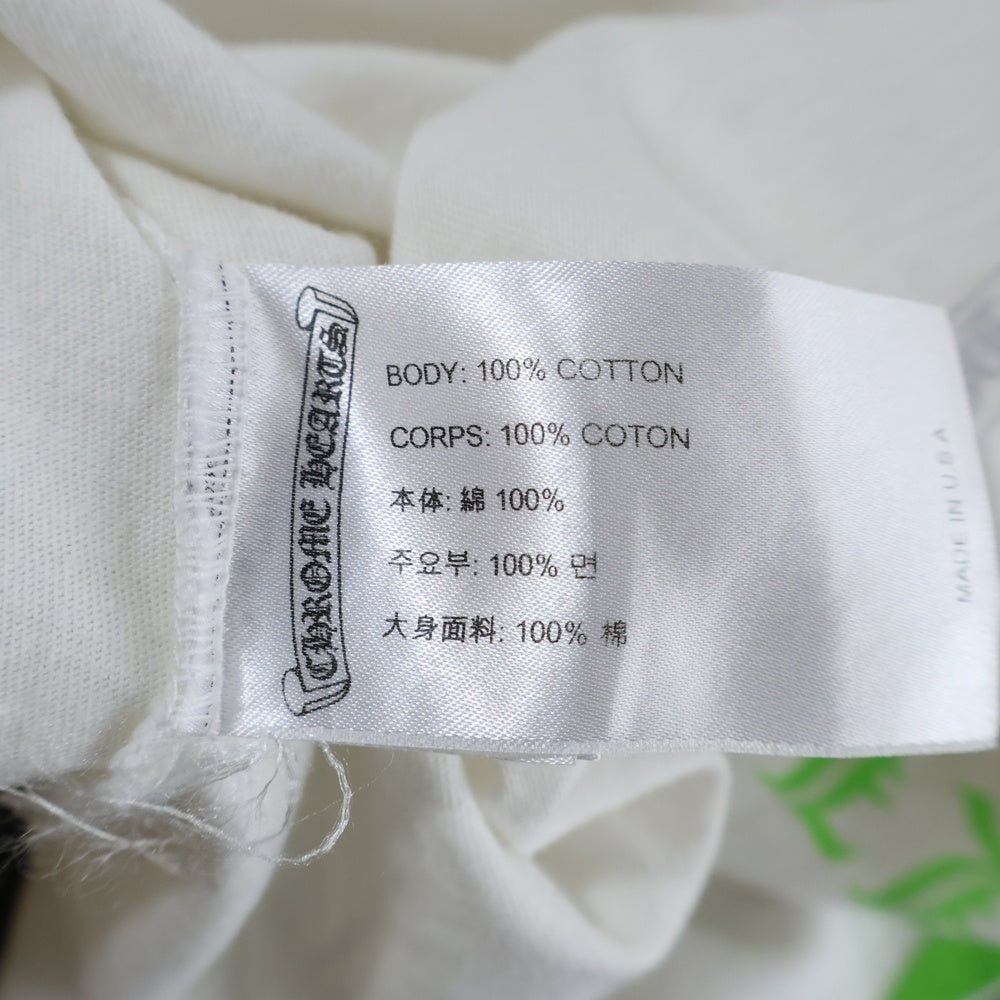 CHROME HEARTS
BODY: 100% COTTON
CORPS: 100% COTON
本体: 綿 100%
주요부: 100% 면
大身面料: 100% 棉
MADE IN U.S.A